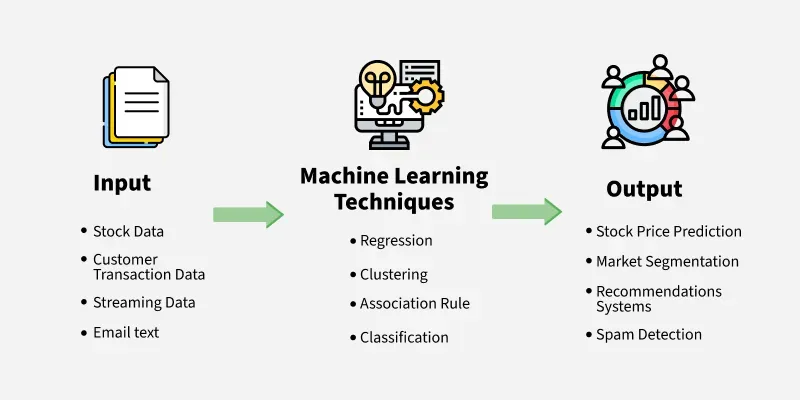 Input
• Stock Data
• Customer
Transaction Data
• Streaming Data
• Email text
Machine Learning
Techniques
• Regression
• Clustering
• Association Rule
• Classification
Output
• Stock Price Prediction
• Market Segmentation
• Recommendations
Systems
• Spam Detection